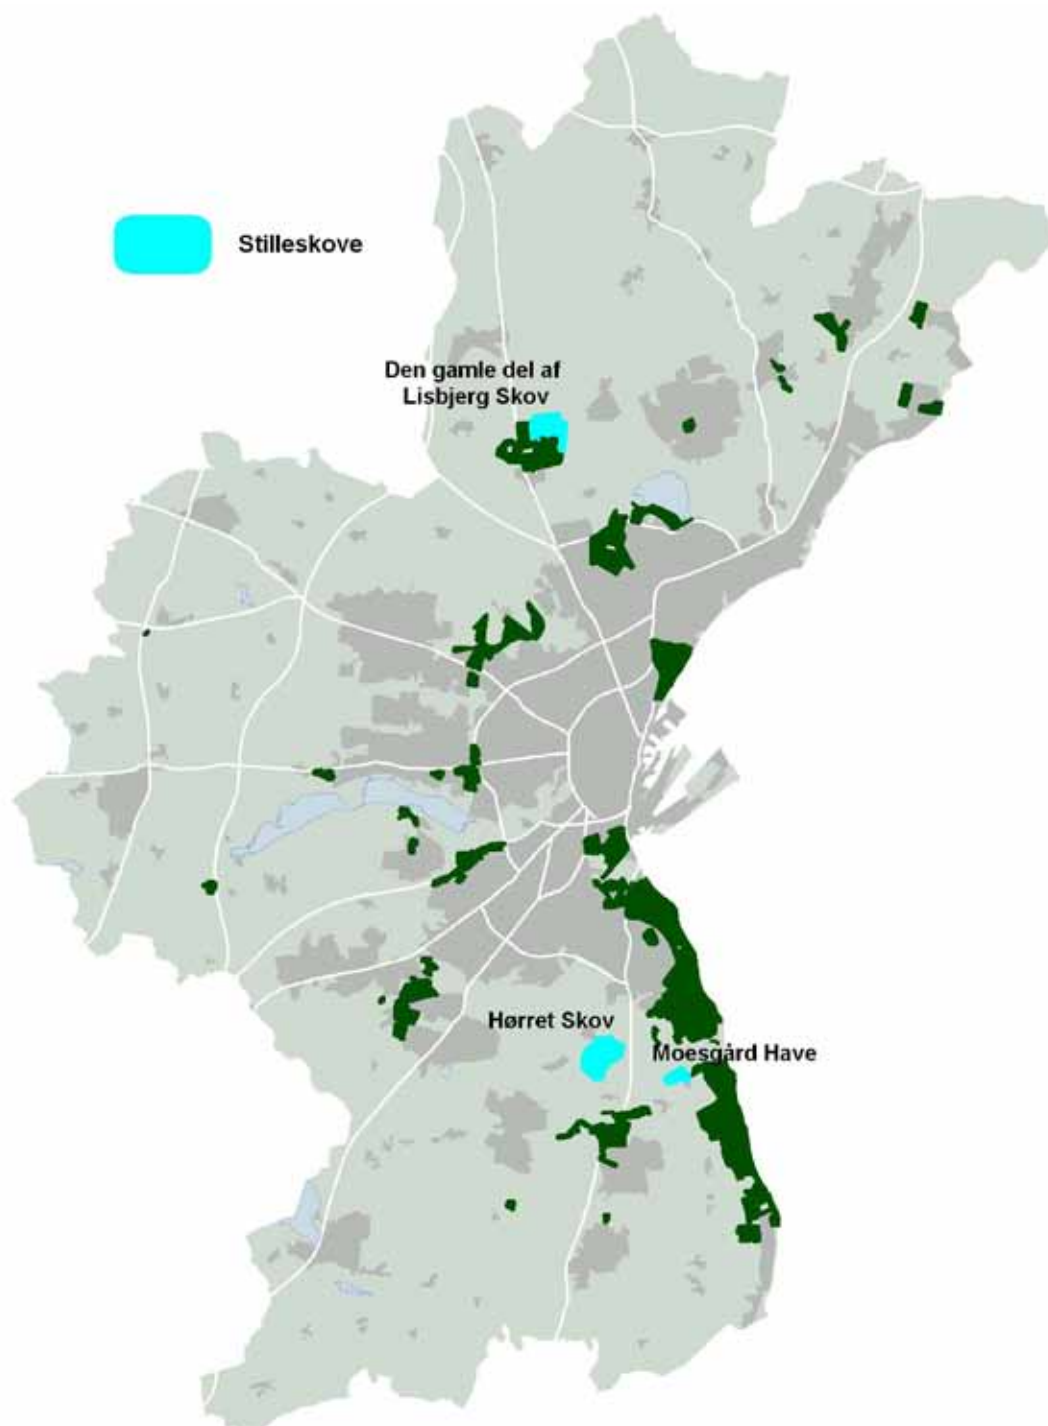 Stilleskove
Den gamle del af
Lisbjerg Skov
Hørret Skov
Moesgård Have